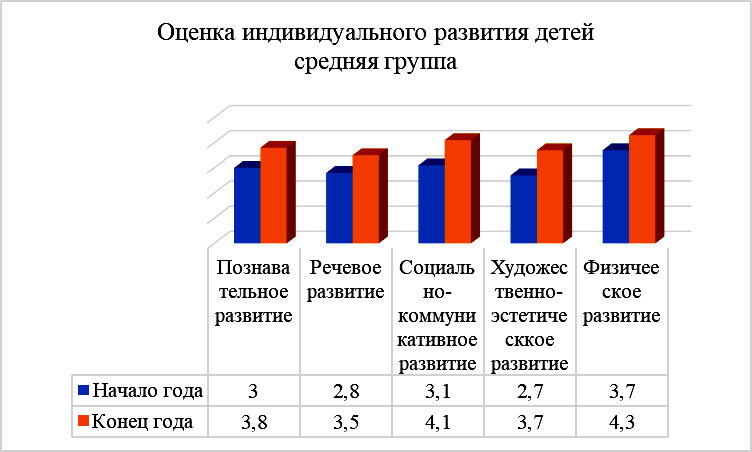 Оценка индивидуального развития детей
средняя группа
Познава
тельное
развитие
Речевое
развитие
Социаль
но-
коммуни
кативное
развитие
Художес
твенно-
эстетиче
сккое
развитие
Физичеe
ское
развитие
Начало года 3 2,8 3,1 2,7 3,7
Конец года 3,8 3,5 4,1 3,7 4,3